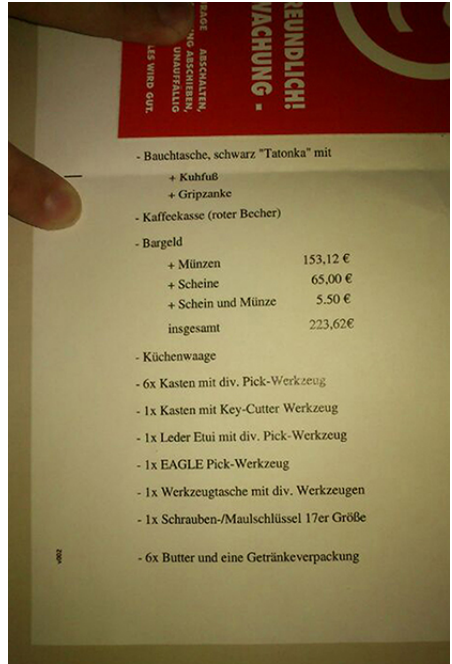 REUNDLICH!
WACHUNG -
RAGE ABSCHALTEN,
NG ABSCHIEBEN,
UNAUFFÄLLIG
LES WIRD GUT.
- Bauchtasche, schwarz "Tatonka" mit
+ Kuhfuß
+ Gripzanke
- Kaffeekasse (roter Becher)
- Bargeld
+ Münzen 153,12 €
+ Scheine 65,00 €
+ Schein und Münze 5.50 €
insgesamt 223,62€
- Küchenwaage
- 6x Kasten mit div. Pick-Werkzeug
- 1x Kasten mit Key-Cutter Werkzeug
- 1x Leder Etui mit div. Pick-Werkzeug
- 1x EAGLE Pick-Werkzeug
- 1x Werkzeugtasche mit div. Werkzeugen
- 1x Schrauben-/Maulschlüssel 17er Größe
- 6x Butter und eine Getränkeverpackung
v002